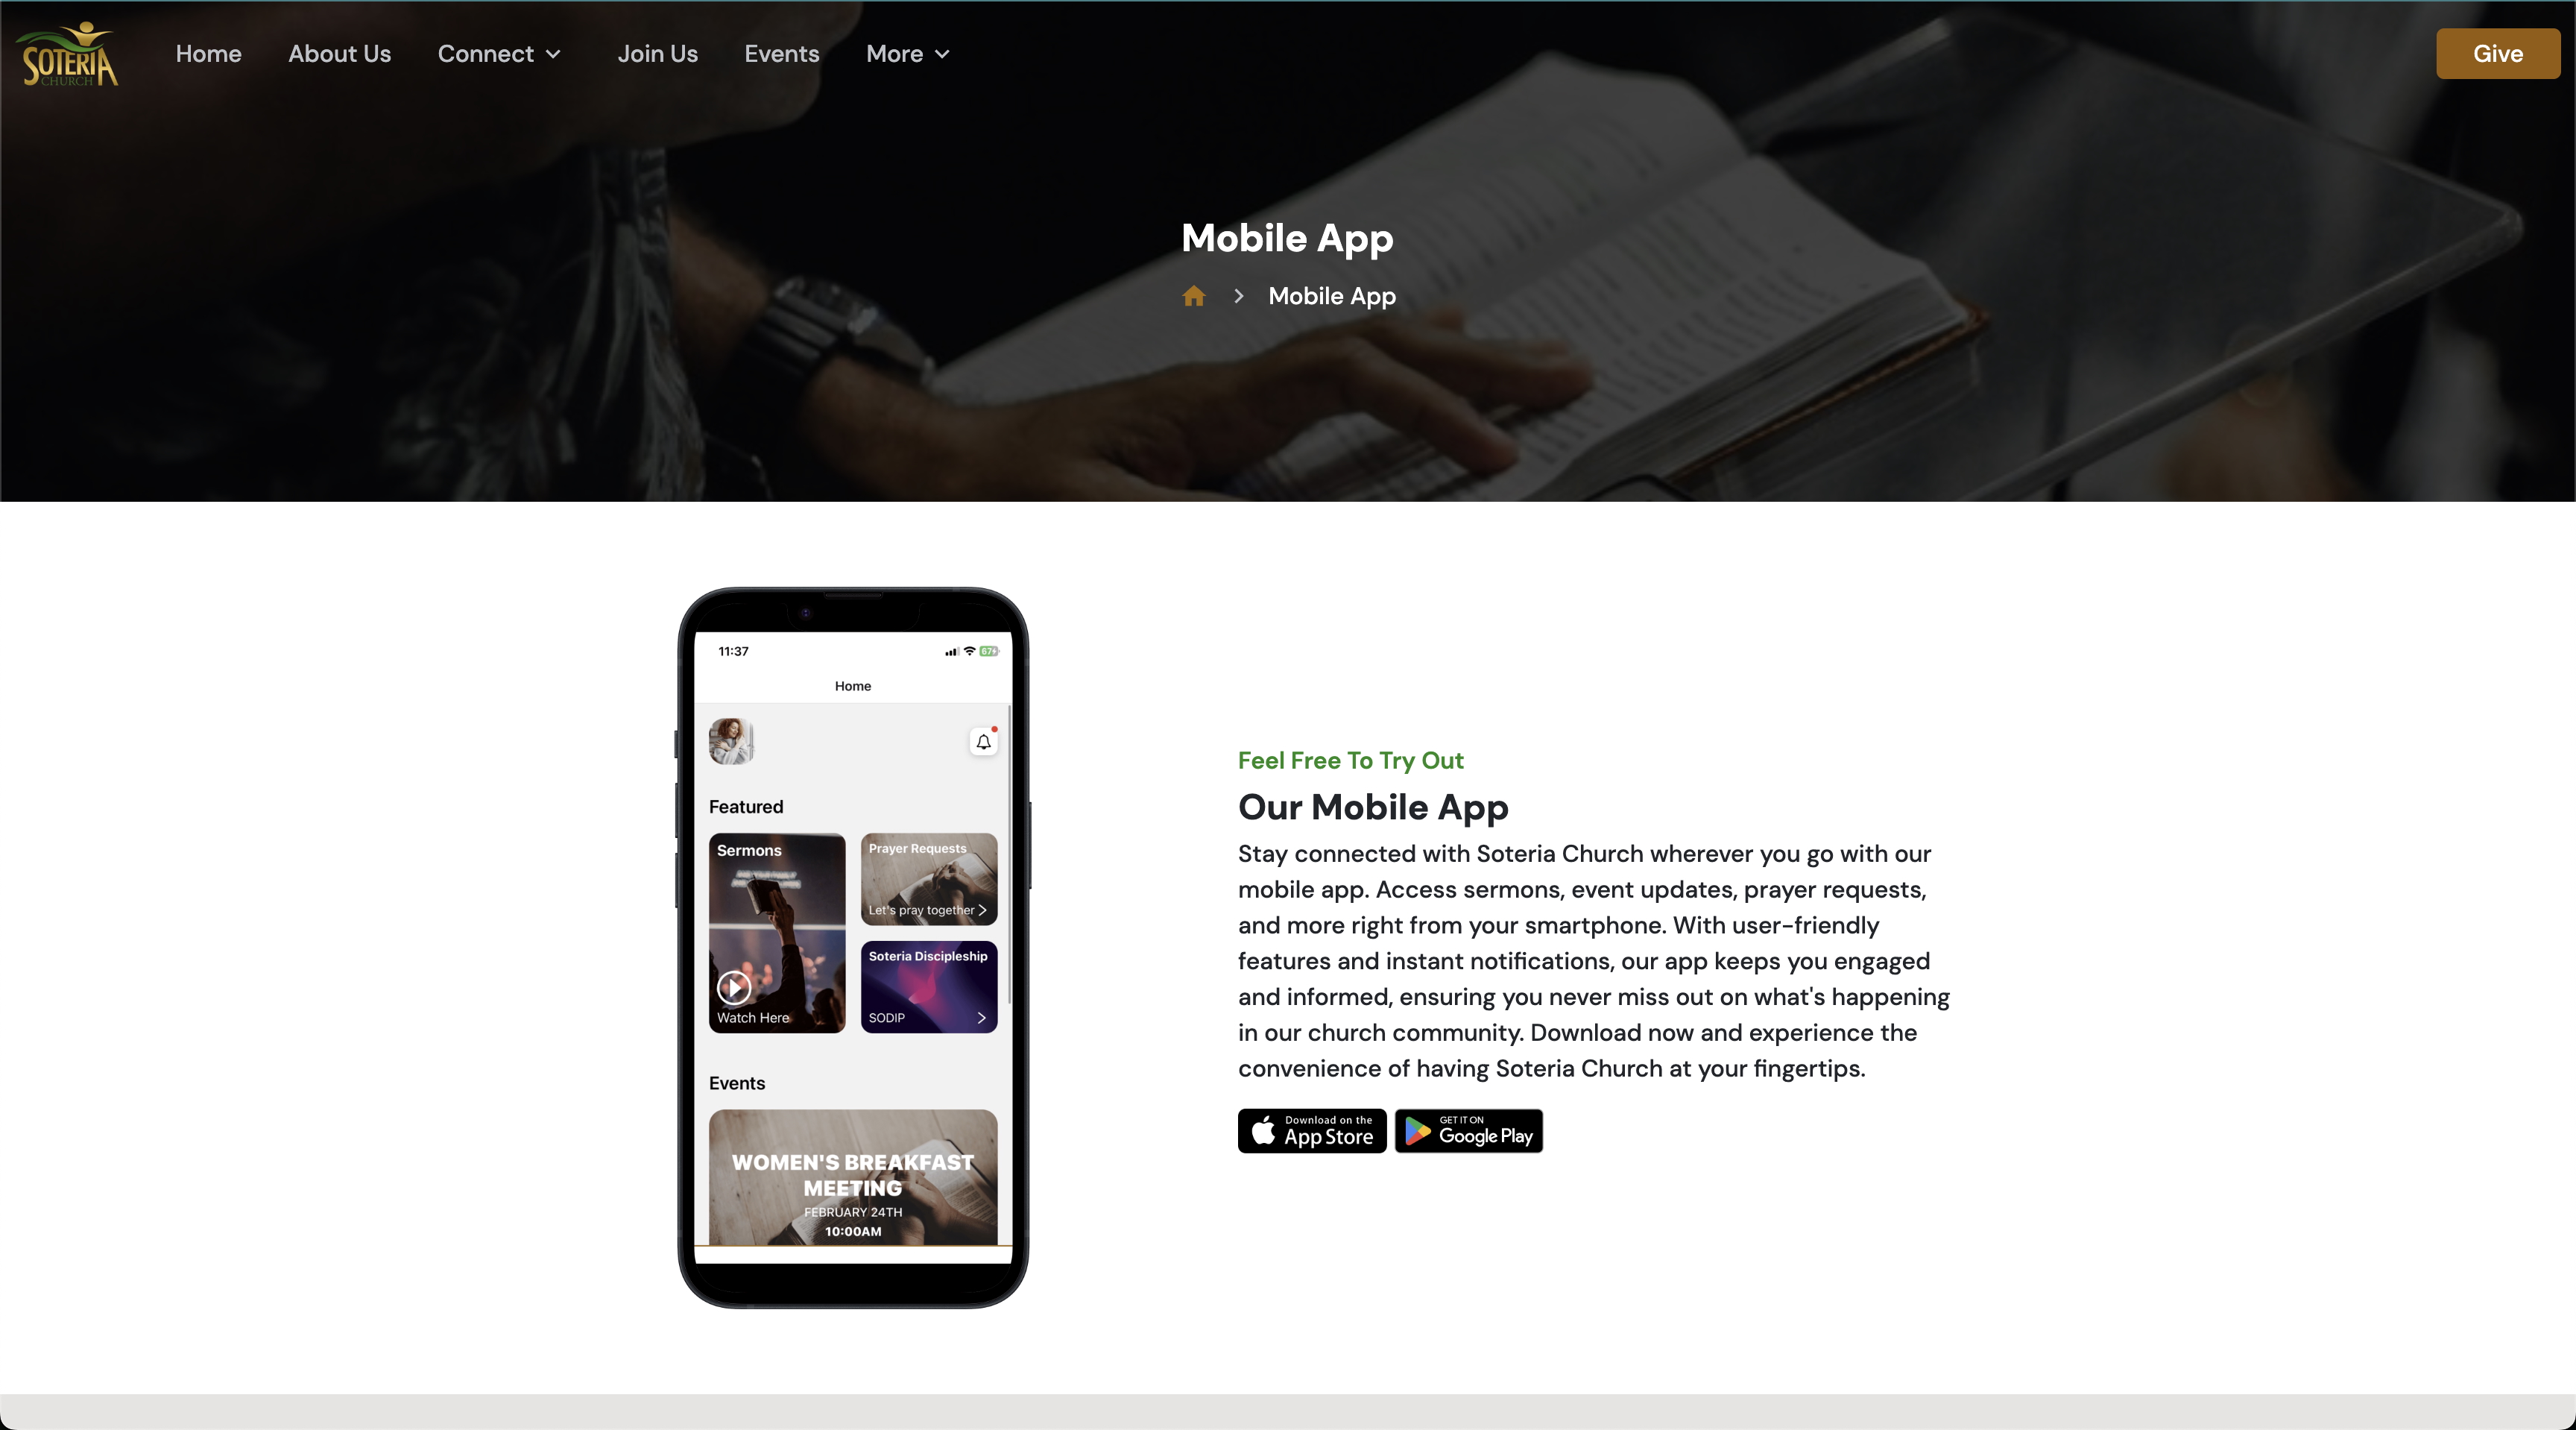 SOTERIA
CHURCH
Home
About Us
Connect
Join Us
Events
More
Give
Mobile App
Mobile App
11:37
67
Home
Featured
Sermons
Watch Here
Prayer Requests
Let's pray together
Soteria Discipleship
SODIP
Events
WOMEN'S BREAKFAST
MEETING
FEBRUARY 24TH
10:00AM
Feel Free To Try Out
Our Mobile App
Stay connected with Soteria Church wherever you go with our
mobile app. Access sermons, event updates, prayer requests,
and more right from your smartphone. With user-friendly
features and instant notifications, our app keeps you engaged
and informed, ensuring you never miss out on what's happening
in our church community. Download now and experience the
convenience of having Soteria Church at your fingertips.
Download on the
App Store
GET IT ON
Google Play